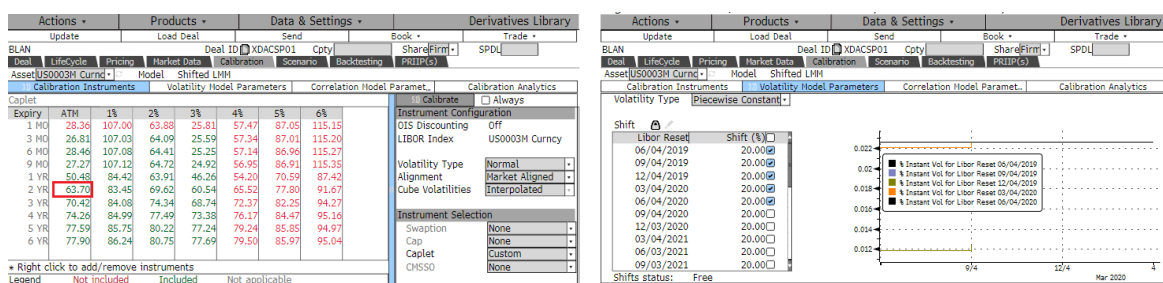 Actions Products Data & Settings Derivatives Library
Update Load Deal Send Book Trade
BLAN Deal ID XDACSP01 Cpty Share Firm SPDL
Deal LifeCycle Pricing Market Data Calibration Scenario Backtesting PRIIP(s)
Asset US0003M Curnc Model Shifted LMM
Calibration Instruments Volatility Model Parameters Correlation Model Paramet.. Calibration Analytics
Caplet
Expiry ATM 1% 2% 3% 4% 5% 6%
1 MO 28.36 107.00 63.88 25.81 57.47 87.05 115.15
3 MO 26.81 107.03 64.09 25.59 57.34 87.01 115.20
6 MO 28.46 107.08 64.41 25.25 57.14 86.96 115.27
9 MO 27.27 107.12 64.72 24.92 56.95 86.91 115.35
1 YR 50.48 84.42 63.91 46.26 54.20 70.59 87.42
2 YR 63.70 83.45 69.62 60.54 65.52 77.80 91.67
3 YR 70.42 84.08 74.34 68.74 72.37 82.25 94.27
4 YR 74.26 84.99 77.49 73.38 76.17 84.47 95.16
5 YR 77.59 85.75 80.22 77.24 79.24 85.85 94.97
6 YR 77.90 86.24 80.75 77.69 79.50 85.97 95.04
* Right click to add/remove instruments
Legend Not included Included Not applicable
Calibrate Always
Instrument Configuration
OIS Discounting Off
LIBOR Index US0003M Curncy
Volatility Type Normal
Alignment Market Aligned
Cube Volatilities Interpolated
Instrument Selection
Swaption None
Cap None
Caplet Custom
CMSSO None
Actions Products Data & Settings Derivatives Library
Update Load Deal Send Book Trade
BLAN Deal ID XDACSP01 Cpty Share Firm SPDL
Deal LifeCycle Pricing Market Data Calibration Scenario Backtesting PRIIP(s)
Asset US0003M Curnc Model Shifted LMM
Calibration Instruments Volatility Model Parameters Correlation Model Paramet.. Calibration Analytics
Volatility Type Piecewise Constant
Shift
Libor Reset Shift (%)
06/04/2019 20.00
09/04/2019 20.00
12/04/2019 20.00
03/04/2020 20.00
06/04/2020 20.00
09/04/2020 20.00
12/03/2020 20.00
03/04/2021 20.00
06/03/2021 20.00
09/03/2021 20.00
Shifts status: Free
0.022
0.02
0.018
0.016
0.014
0.012
% Instant Vol for Libor Reset 06/04/2019
% Instant Vol for Libor Reset 09/04/2019
% Instant Vol for Libor Reset 12/04/2019
% Instant Vol for Libor Reset 03/04/2020
% Instant Vol for Libor Reset 06/04/2020
9/4 12/4 4
Mar 2020